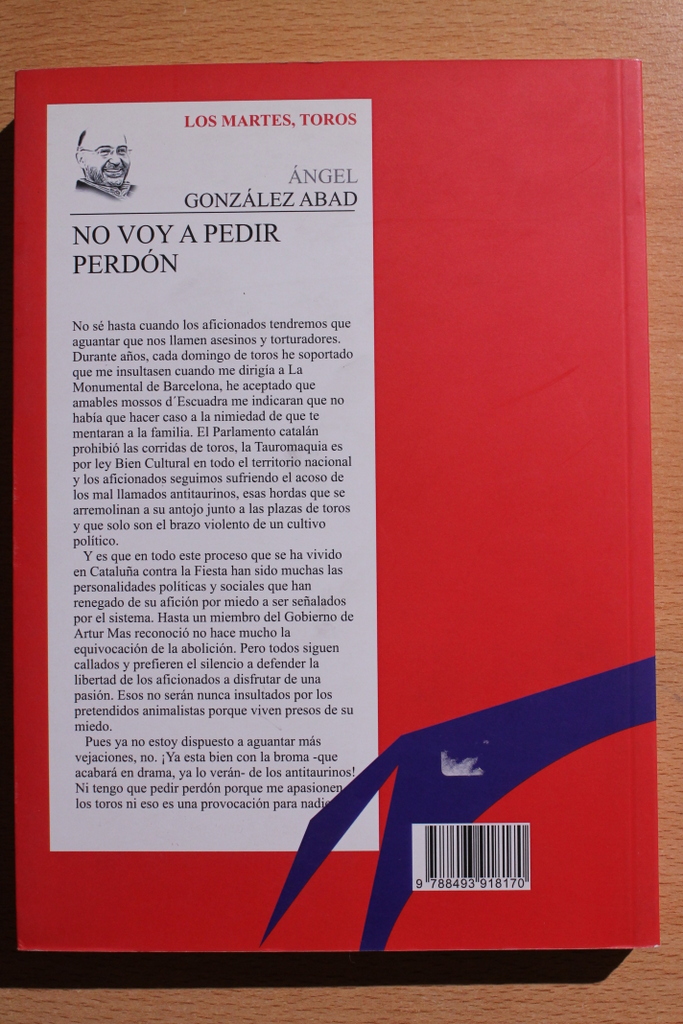 LOS MARTES, TOROS
ÁNGEL
GONZÁLEZ ABAD
NO VOY A PEDIR
PERDÓN
No sé hasta cuando los aficionados tendremos que
aguantar que nos llamen asesinos y torturadores.
Durante años, cada domingo de toros he soportado
que me insultasen cuando me dirigía a La
Monumental de Barcelona, he aceptado que
amables mossos d´Escuadra me indicaran que no
había que hacer caso a la nimiedad de que te
mentaran a la familia. El Parlamento catalán
prohibió las corridas de toros, la Tauromaquia es
por ley Bien Cultural en todo el territorio nacional
y los aficionados seguimos sufriendo el acoso de
los mal llamados antitaurinos, esas hordas que se
arremolinan a su antojo junto a las plazas de toros
y que solo son el brazo violento de un cultivo
político.
Y es que en todo este proceso que se ha vivido
en Cataluña contra la Fiesta han sido muchas las
personalidades políticas y sociales que han
renegado de su afición por miedo a ser señalados
por el sistema. Hasta un miembro del Gobierno de
Artur Mas reconoció no hace mucho la
equivocación de la abolición. Pero todos siguen
callados y prefieren el silencio a defender la
libertad de los aficionados a disfrutar de una
pasión. Esos no serán nunca insultados por los
pretendidos animalistas porque viven presos de su
miedo.
Pues ya no estoy dispuesto a aguantar más
vejaciones, no. ¡Ya esta bien con la broma -que
acabará en drama, ya lo verán- de los antitaurinos!
Ni tengo que pedir perdón porque me apasionen
los toros ni eso es una provocación para nadie
9 788493 918170